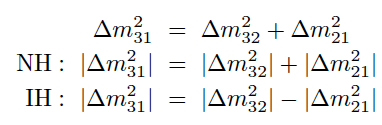 Δm²₃₁ = Δm²₃₂ + Δm²₂₁
NH : |Δm²₃₁| = |Δm²₃₂| + |Δm²₂₁|
IH : |Δm²₃₁| = |Δm²₃₂| − |Δm²₂₁|